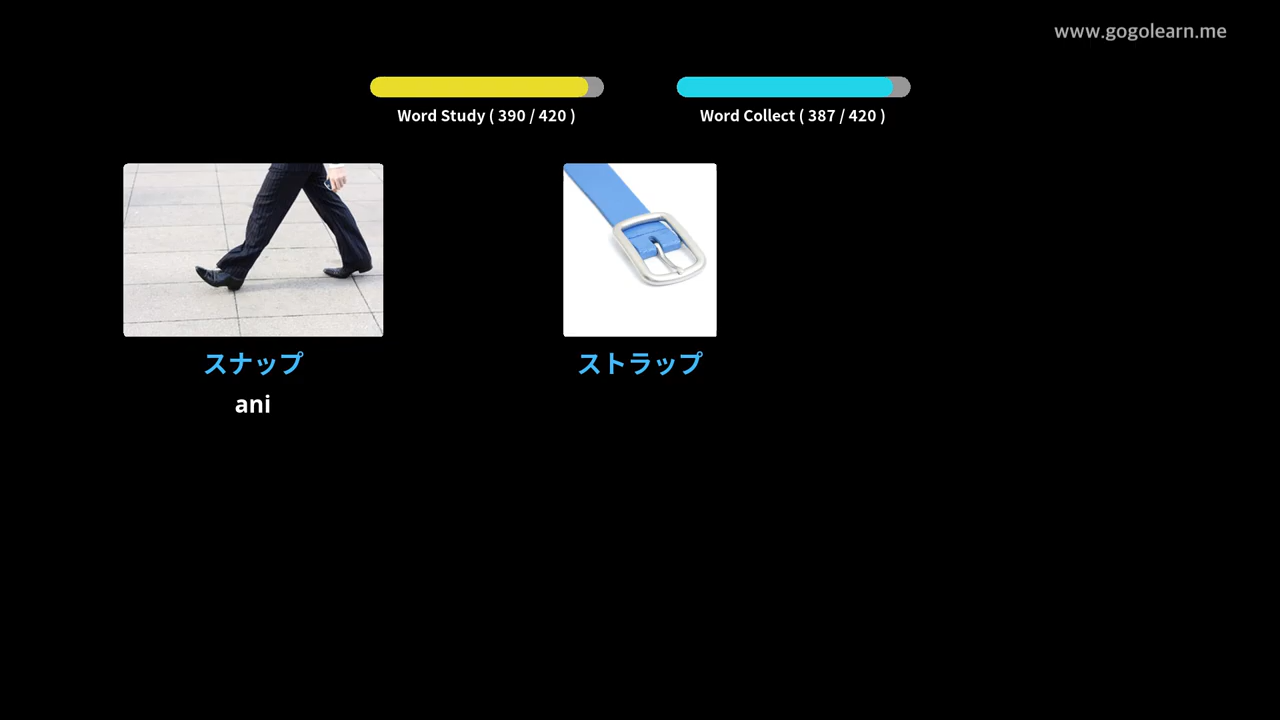 www.gogolearn.me
Word Study ( 390 / 420 )
Word Collect ( 387 / 420 )
スナップ
ストラップ
ani